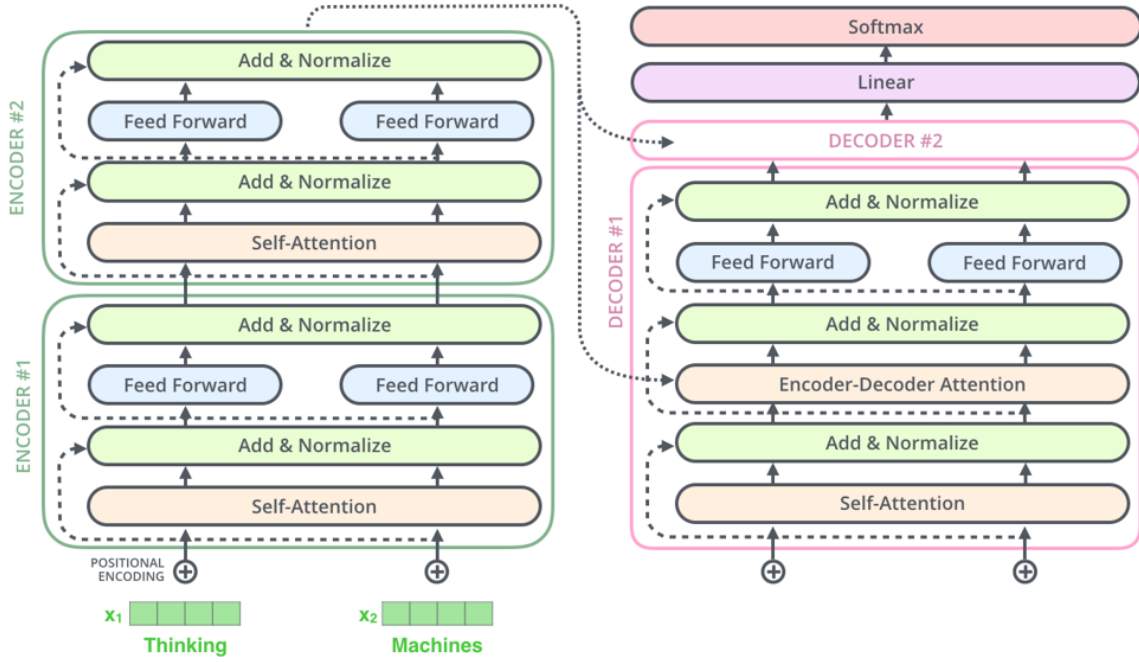 ENCODER #2
Add & Normalize
Feed Forward
Feed Forward
Add & Normalize
Self-Attention
ENCODER #1
Add & Normalize
Feed Forward
Feed Forward
Add & Normalize
Self-Attention
POSITIONAL
ENCODING
x1
x2
Thinking
Machines
Softmax
Linear
DECODER #2
DECODER #1
Add & Normalize
Feed Forward
Feed Forward
Add & Normalize
Encoder-Decoder Attention
Add & Normalize
Self-Attention